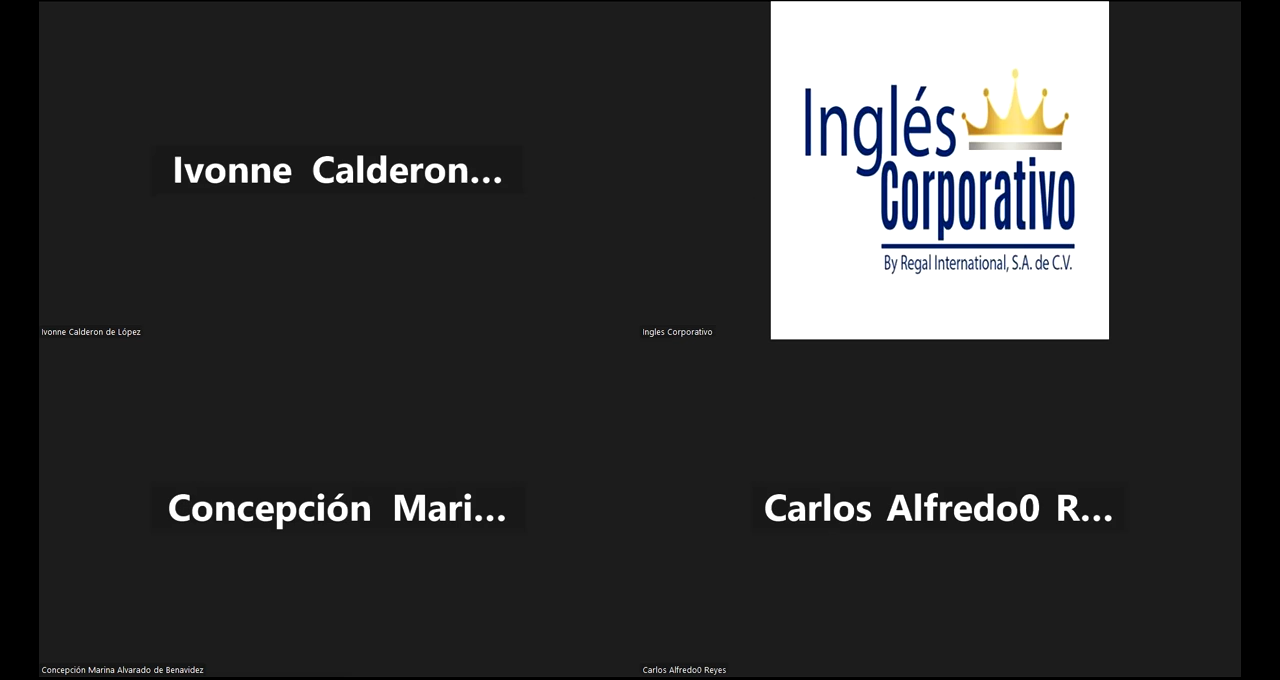 Ivonne Calderon...
Ivonne Calderon de López
Inglés
Corporativo
By Regal International, S.A. de C.V.
Ingles Corporativo
Concepción Mari...
Concepción Marina Alvarado de Benavidez
Carlos Alfredo0 R...
Carlos Alfredo0 Reyes